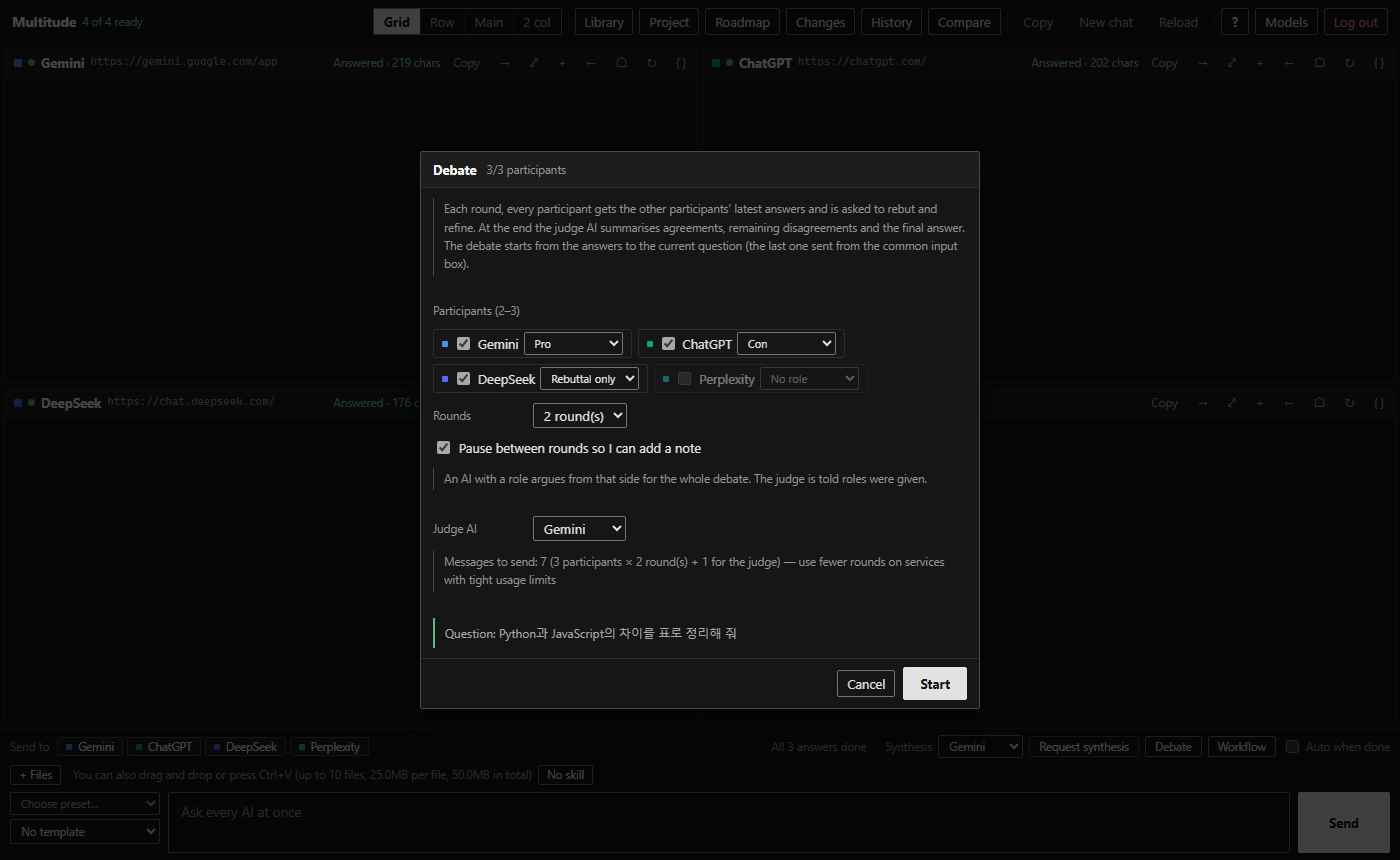 Multitude 4 of 4 ready Grid Row Main 2 col Library Project Roadmap Changes History Compare Copy New chat Reload ? Models Log out
Gemini https://gemini.google.com/app Answered · 219 chars Copy → ⤢ + ← ☖ ↻ { }
ChatGPT https://chatgpt.com/ Answered · 202 chars Copy → ⤢ + ← ☖ ↻ { }
Debate 3/3 participants
Each round, every participant gets the other participants’ latest answers and is asked to rebut and
refine. At the end the judge AI summarises agreements, remaining disagreements and the final answer.
The debate starts from the answers to the current question (the last one sent from the common input
box).
Participants (2–3)
Gemini Pro ChatGPT Con
DeepSeek Rebuttal only Perplexity No role
Rounds 2 round(s)
Pause between rounds so I can add a note
An AI with a role argues from that side for the whole debate. The judge is told roles were given.
Judge AI Gemini
Messages to send: 7 (3 participants × 2 round(s) + 1 for the judge) — use fewer rounds on services
with tight usage limits
Question: Python과 JavaScript의 차이를 표로 정리해 줘
Cancel Start
DeepSeek https://chat.deepseek.com/ Answered · 176 c
Copy → ⤢ + ← ☖ ↻ { }
Send to Gemini ChatGPT DeepSeek Perplexity All 3 answers done Synthesis Gemini Request synthesis Debate Workflow Auto when done
+ Files You can also drag and drop or press Ctrl+V (up to 10 files, 25.0MB per file, 50.0MB in total) No skill
Choose preset... Ask every AI at once
No template
Send